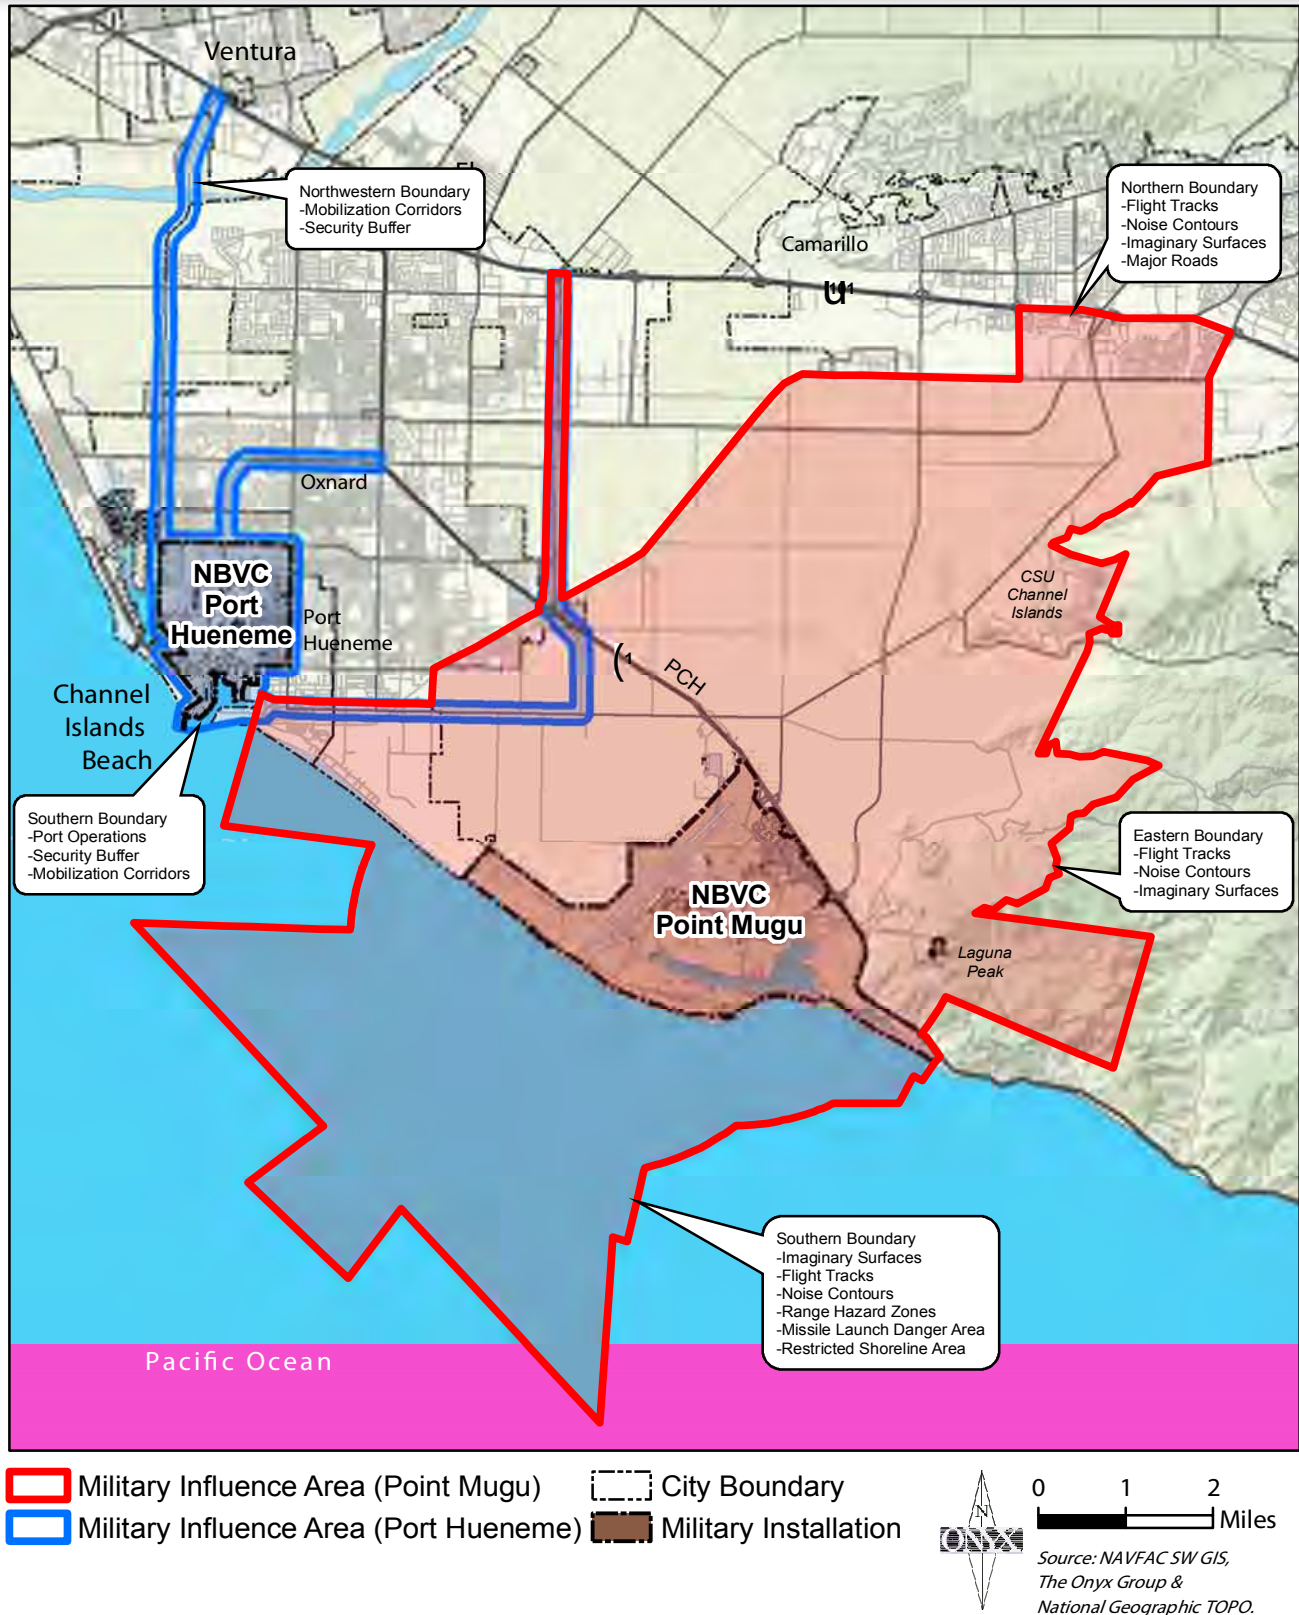 Ventura
Northwestern Boundary
-Mobilization Corridors
-Security Buffer
Northern Boundary
-Flight Tracks
-Noise Contours
-Imaginary Surfaces
-Major Roads
Camarillo
u
101
Oxnard
NBVC
Port
Hueneme
Port
Hueneme
CSU
Channel
Islands
(
1
PCH
Channel
Islands
Beach
Southern Boundary
-Port Operations
-Security Buffer
-Mobilization Corridors
Eastern Boundary
-Flight Tracks
-Noise Contours
-Imaginary Surfaces
NBVC
Point Mugu
Laguna
Peak
Southern Boundary
-Imaginary Surfaces
-Flight Tracks
-Noise Contours
-Range Hazard Zones
-Missile Launch Danger Area
-Restricted Shoreline Area
Pacific Ocean
Military Influence Area (Point Mugu)
City Boundary
Military Influence Area (Port Hueneme)
Military Installation
N
ONYX
0 1 2
Miles
Source: NAVFAC SW GIS,
The Onyx Group &
National Geographic TOPO.